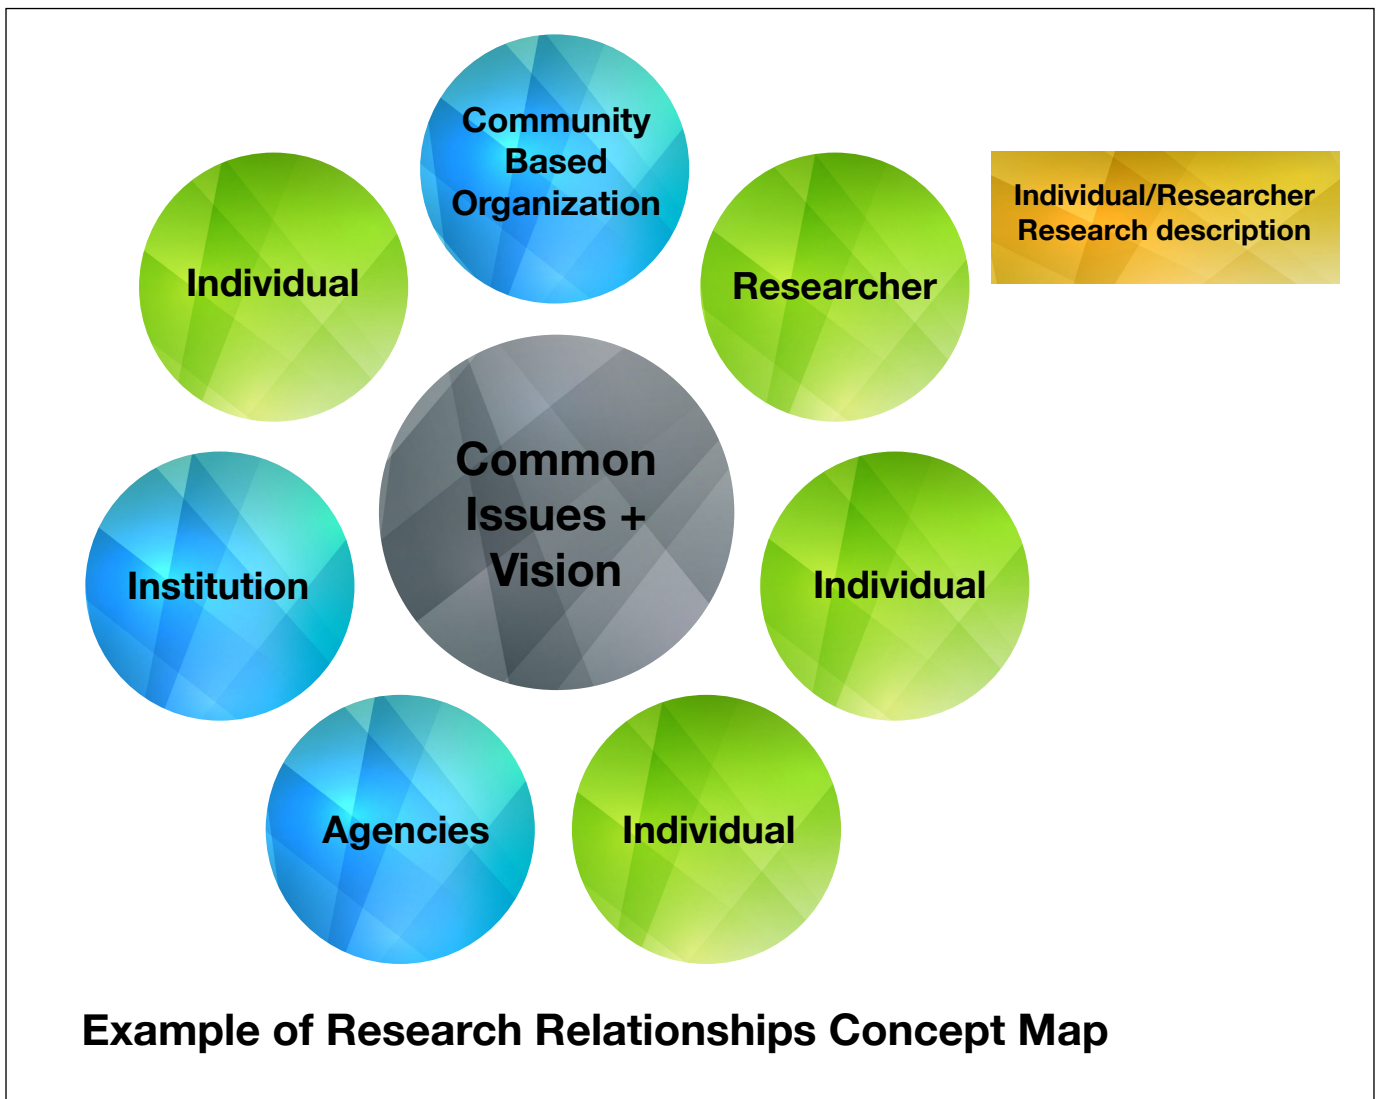 Community
Based
Organization
Individual
Researcher
Individual/Researcher
Research description
Common
Issues +
Vision
Institution
Individual
Agencies
Individual
Example of Research Relationships Concept Map